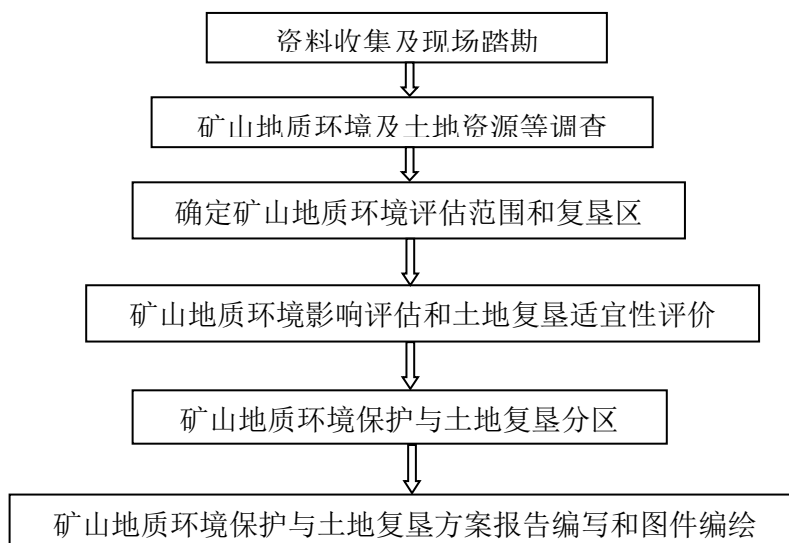 资料收集及现场踏勘
矿山地质环境及土地资源等调查
确定矿山地质环境评估范围和复垦区
矿山地质环境影响评估和土地复垦适宜性评价
矿山地质环境保护与土地复垦分区
矿山地质环境保护与土地复垦方案报告编写和图件编绘